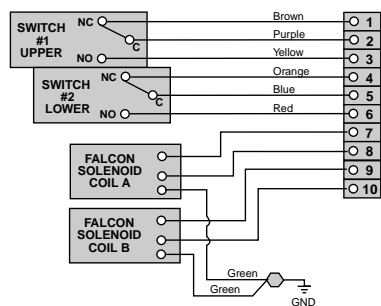 SWITCH
#1
UPPER
NC
C
NO
Brown
Purple
Yellow
1
2
3
SWITCH
#2
LOWER
NC
C
NO
Orange
Blue
Red
4
5
6
FALCON
SOLENOID
COIL A
7
8
FALCON
SOLENOID
COIL B
9
10
Green
Green
GND